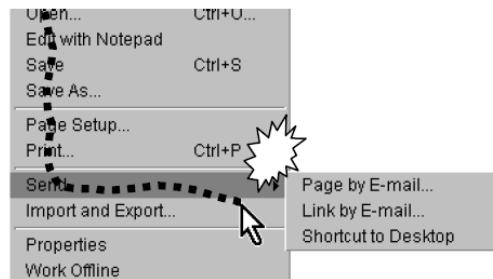 Open... Ctrl+O...
Edit with Notepad
Save Ctrl+S
Save As...
Page Setup...
Print... Ctrl+P
Send
Import and Export...
Properties
Work Offline
Page by E-mail...
Link by E-mail...
Shortcut to Desktop